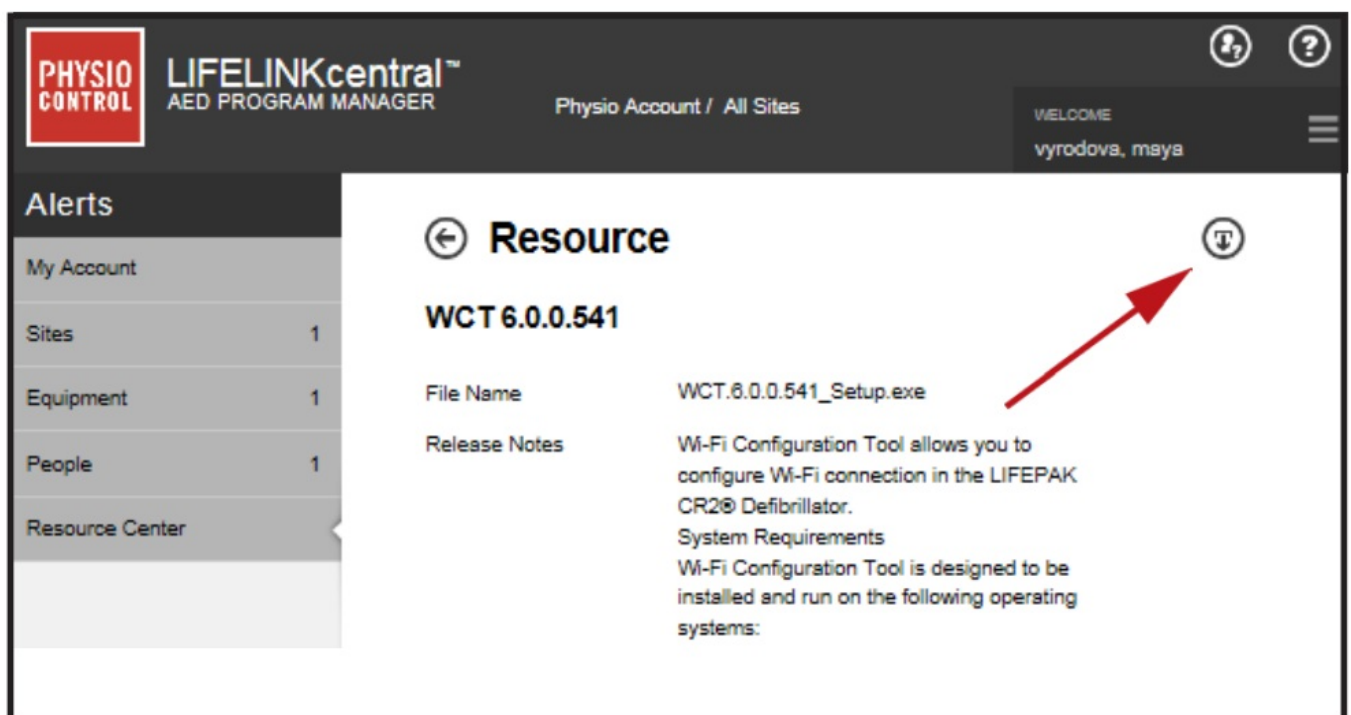 PHYSIO
CONTROL
LIFELINKcentral™
AED PROGRAM MANAGER
Physio Account / All Sites
?
?
WELCOME
vyrodova, maya
Alerts
My Account
Sites 1
Equipment 1
People 1
Resource Center
Resource
WCT 6.0.0.541
File Name WCT.6.0.0.541_Setup.exe
Release Notes Wi-Fi Configuration Tool allows you to
configure Wi-Fi connection in the LIFEPAK
CR2® Defibrillator.
System Requirements
Wi-Fi Configuration Tool is designed to be
installed and run on the following operating
systems: